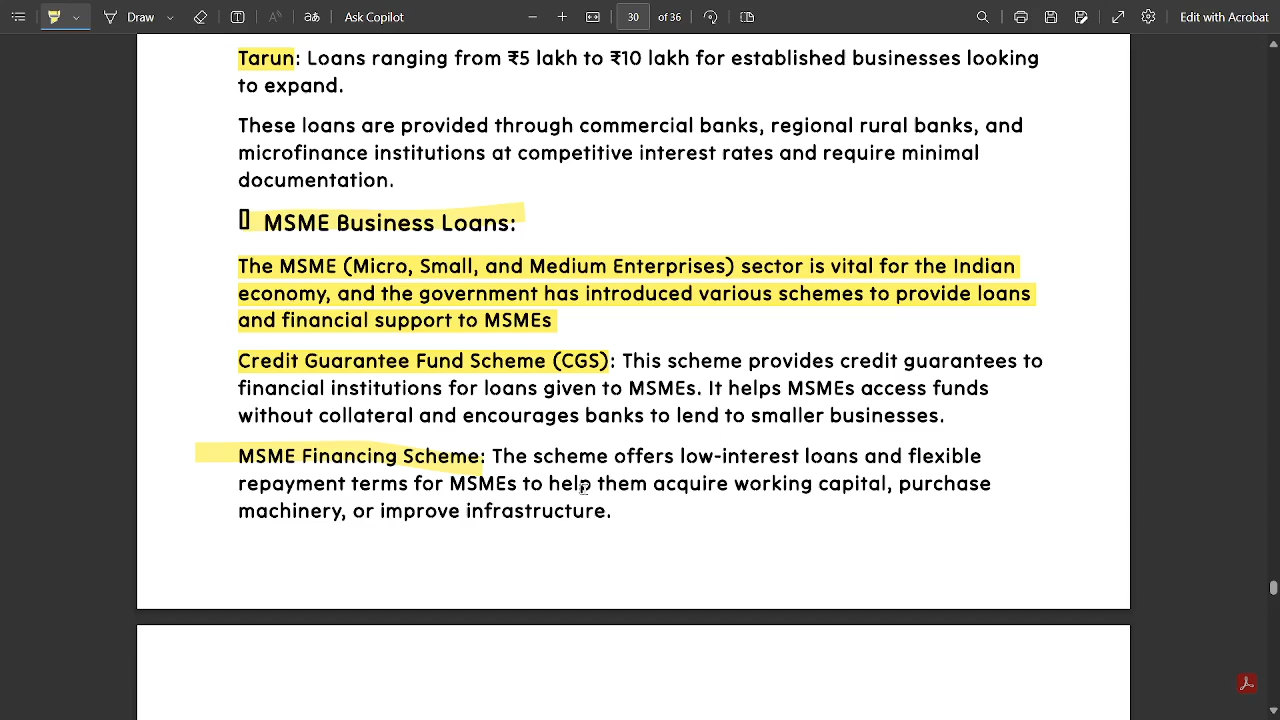 Draw
Ask Copilot
30 of 36
Edit with Acrobat
Tarun: Loans ranging from ₹5 lakh to ₹10 lakh for established businesses looking
to expand.
These loans are provided through commercial banks, regional rural banks, and
microfinance institutions at competitive interest rates and require minimal
documentation.
MSME Business Loans:
The MSME (Micro, Small, and Medium Enterprises) sector is vital for the Indian
economy, and the government has introduced various schemes to provide loans
and financial support to MSMEs
Credit Guarantee Fund Scheme (CGS): This scheme provides credit guarantees to
financial institutions for loans given to MSMEs. It helps MSMEs access funds
without collateral and encourages banks to lend to smaller businesses.
MSME Financing Scheme: The scheme offers low-interest loans and flexible
repayment terms for MSMEs to help them acquire working capital, purchase
machinery, or improve infrastructure.